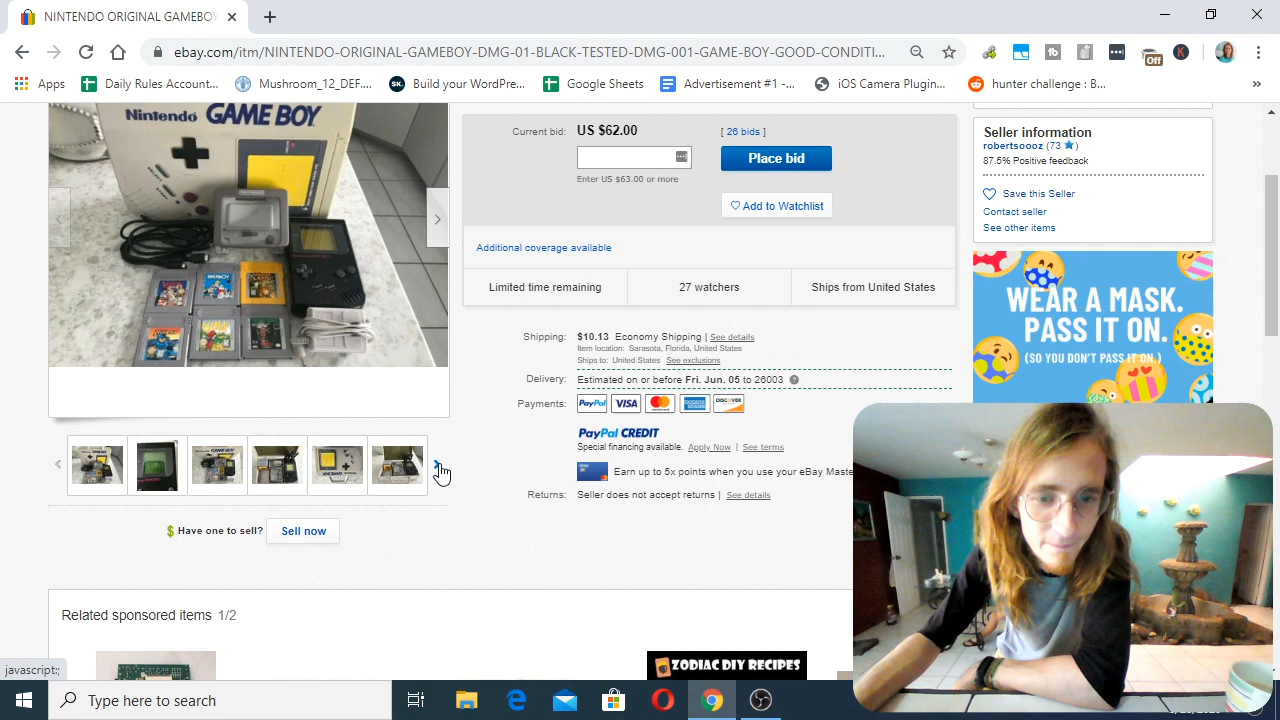 NINTENDO ORIGINAL GAMEBOY
ebay.com/itm/NINTENDO-ORIGINAL-GAMEBOY-DMG-01-BLACK-TESTED-DMG-001-GAME-BOY-GOOD-CONDITI...
Off
Apps
Daily Rules Account...
Mushroom_12_DEF....
Build your WordPre...
Google Sheets
Advertisement #1 -...
iOS Camera Plugin...
hunter challenge : B...
Nintendo GAME BOY
Current bid: US $62.00 [ 26 bids ]
Place bid
Enter US $63.00 or more
Add to Watchlist
Additional coverage available
Limited time remaining
27 watchers
Ships from United States
Shipping: $10.13 Economy Shipping | See details
Item location: Sarasota, Florida, United States
Ships to: United States See exclusions
Delivery: Estimated on or before Fri. Jun. 05 to 26003
Payments: PayPal VISA mastercard DISCOVER
PayPal CREDIT
Special financing available. Apply Now | See terms
Earn up to 5x points when you use your eBay Maste
Returns: Seller does not accept returns | See details
Seller information
robertsoooz (73 )
87.5% Positive feedback
Save this Seller
Contact seller
See other items
WEAR A MASK.
PASS IT ON.
(SO YOU DON'T PASS IT ON.)
Have one to sell? Sell now
Related sponsored items 1/2
ZODIAC DIY RECIPES
javascript:;
Type here to search